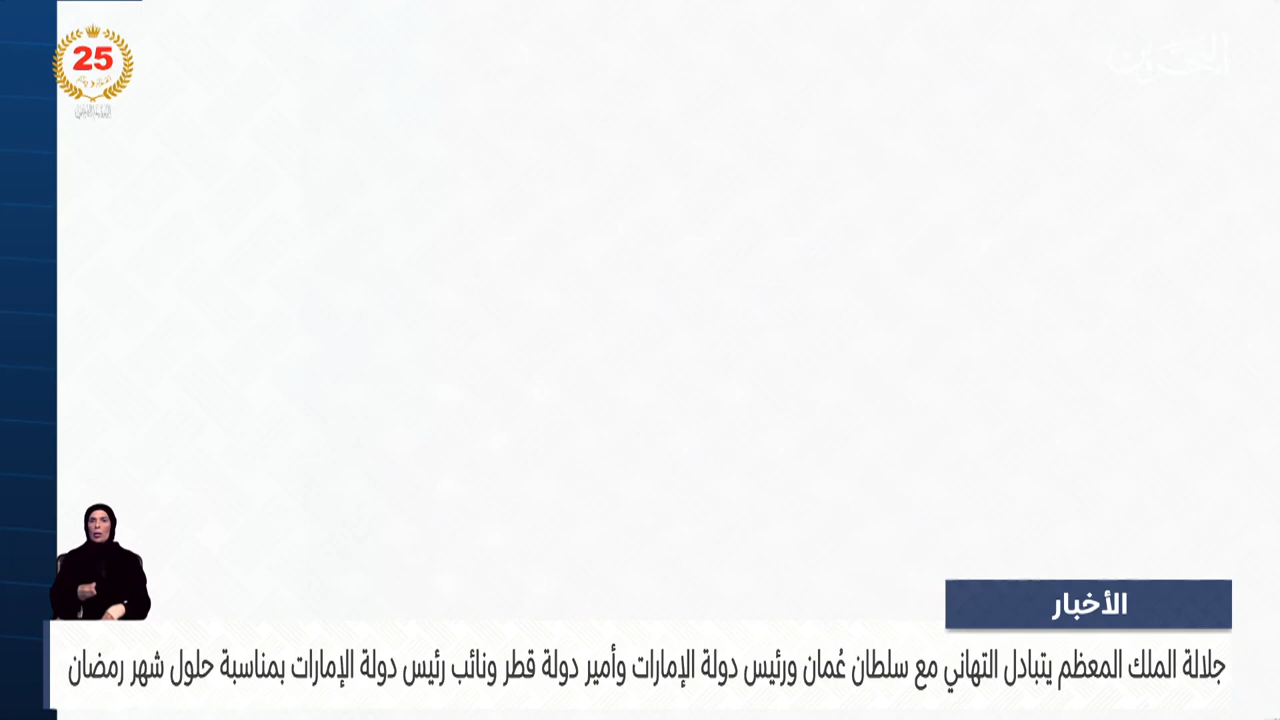 البحرين
25
الأخبار
جلالة الملك المعظم يتبادل التهاني مع سلطان عُمان ورئيس دولة الإمارات وأمير دولة قطر ونائب رئيس دولة الإمارات بمناسبة حلول شهر رمضان